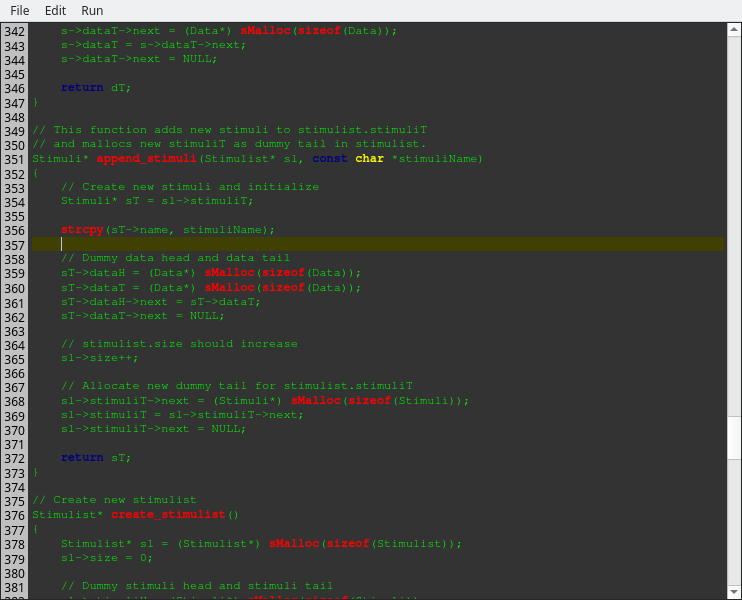 File Edit Run
342     s->dataT->next = (Data*) sMalloc(sizeof(Data));
343     s->dataT = s->dataT->next;
344     s->dataT->next = NULL;
345
346     return dT;
347 }
348
349 // This function adds new stimuli to stimulist.stimuliT
350 // and mallocs new stimuliT as dummy tail in stimulist.
351 Stimuli* append_stimuli(Stimulist* sl, const char *stimuliName)
352 {
353     // Create new stimuli and initialize
354     Stimuli* sT = sl->stimuliT;
355
356     strcpy(sT->name, stimuliName);
357
358     // Dummy data head and data tail
359     sT->dataH = (Data*) sMalloc(sizeof(Data));
360     sT->dataT = (Data*) sMalloc(sizeof(Data));
361     sT->dataH->next = sT->dataT;
362     sT->dataT->next = NULL;
363
364     // stimulist.size should increase
365     sl->size++;
366
367     // Allocate new dummy tail for stimulist.stimuliT
368     sl->stimuliT->next = (Stimuli*) sMalloc(sizeof(Stimuli));
369     sl->stimuliT = sl->stimuliT->next;
370     sl->stimuliT->next = NULL;
371
372     return sT;
373 }
374
375 // Create new stimulist
376 Stimulist* create_stimulist()
377 {
378     Stimulist* sl = (Stimulist*) sMalloc(sizeof(Stimulist));
379     sl->size = 0;
380
381     // Dummy stimuli head and stimuli tail